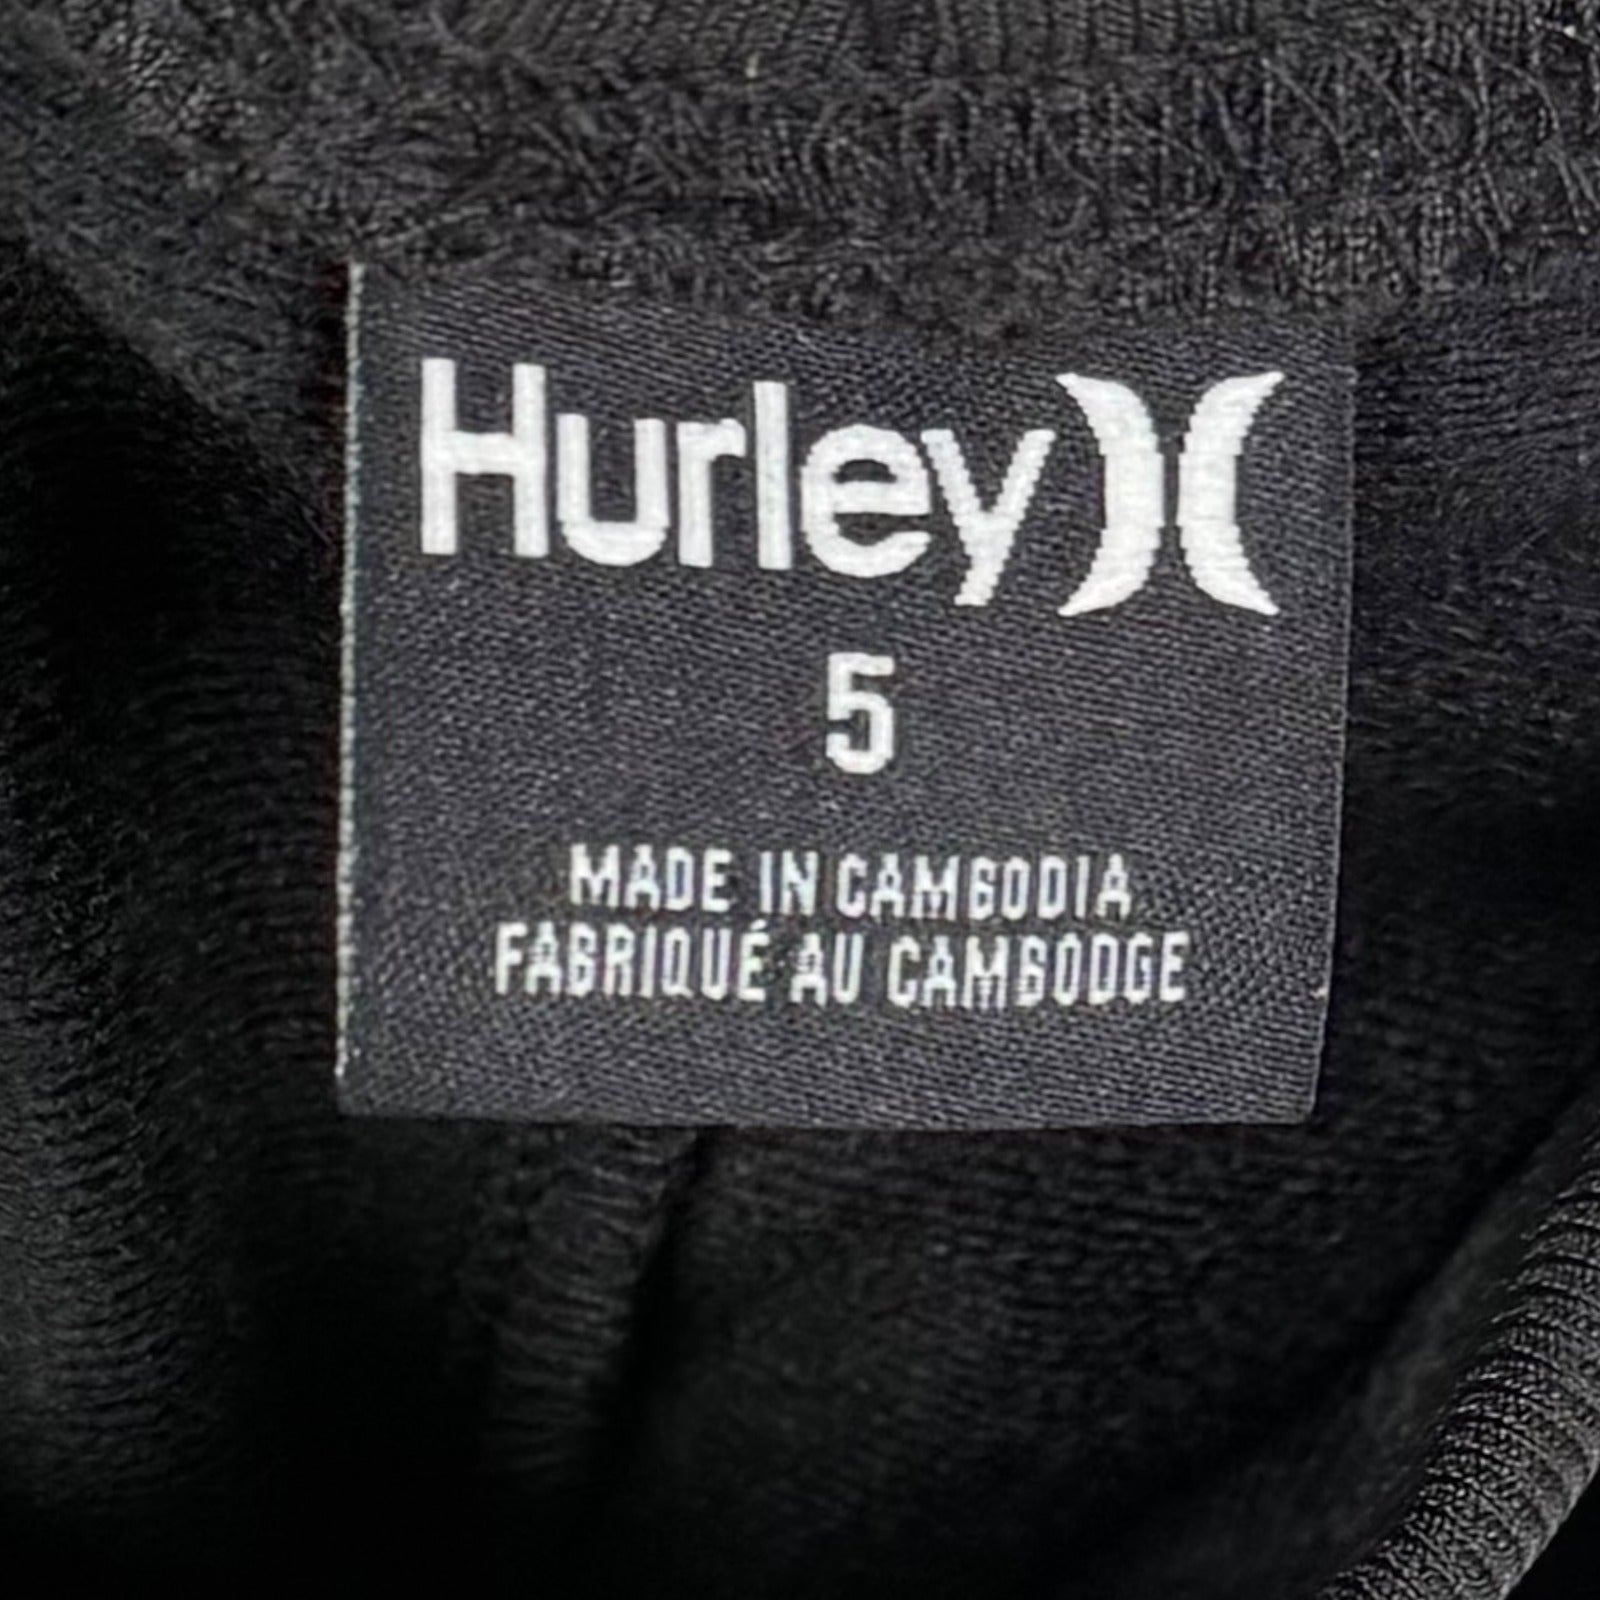 Hurley
5
MADE IN CAMBODIA
FABRIQUÉ AU CAMBODGE